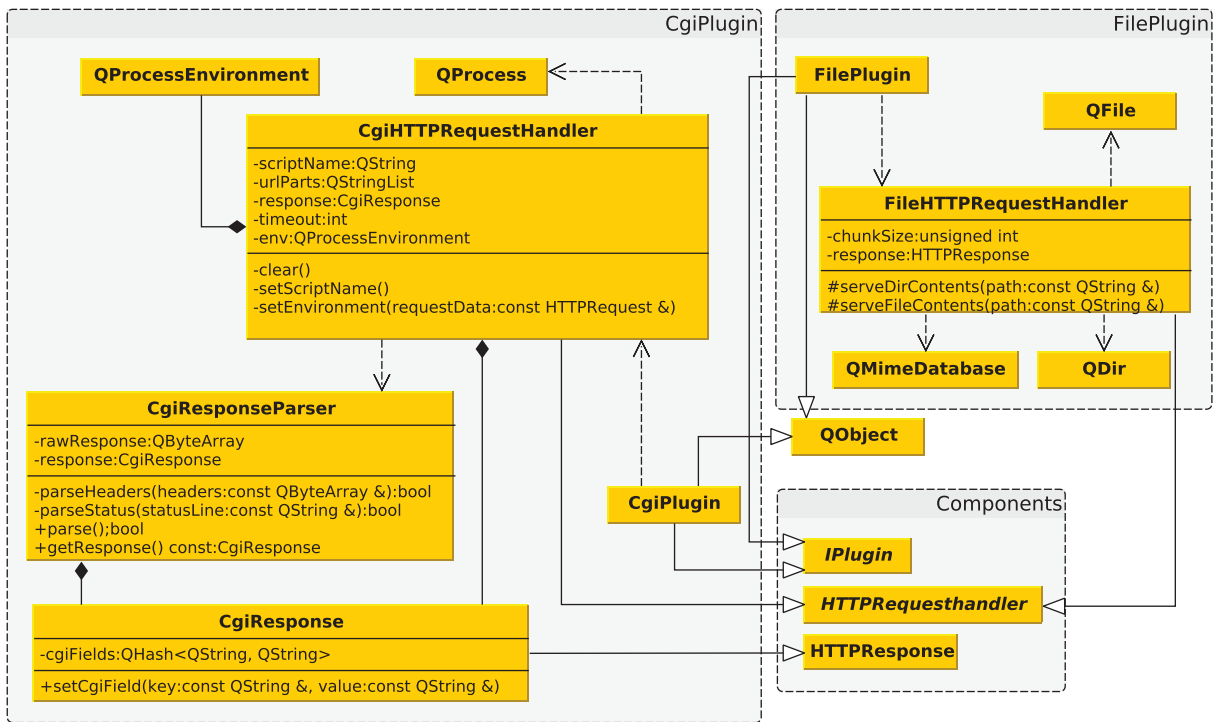 CgiPlugin
QProcessEnvironment
QProcess
CgiHTTPRequestHandler
-scriptName:QString
-urlParts:QStringList
-response:CgiResponse
-timeout:int
-env:QProcessEnvironment
-clear()
-setScriptName()
-setEnvironment(requestData:const HTTPRequest &)
CgiResponseParser
-rawResponse:QByteArray
-response:CgiResponse
-parseHeaders(headers:const QByteArray &):bool
-parseStatus(statusLine:const QString &):bool
+parse();bool
+getResponse() const:CgiResponse
CgiPlugin
CgiResponse
-cgiFields:QHash<QString, QString>
+setCgiField(key:const QString &, value:const QString &)
FilePlugin
FilePlugin
QFile
FileHTTPRequestHandler
-chunkSize:unsigned int
-response:HTTPResponse
#serveDirContents(path:const QString &)
#serveFileContents(path:const QString &)
QMimeDatabase
QDir
QObject
Components
IPlugin
HTTPRequesthandler
HTTPResponse